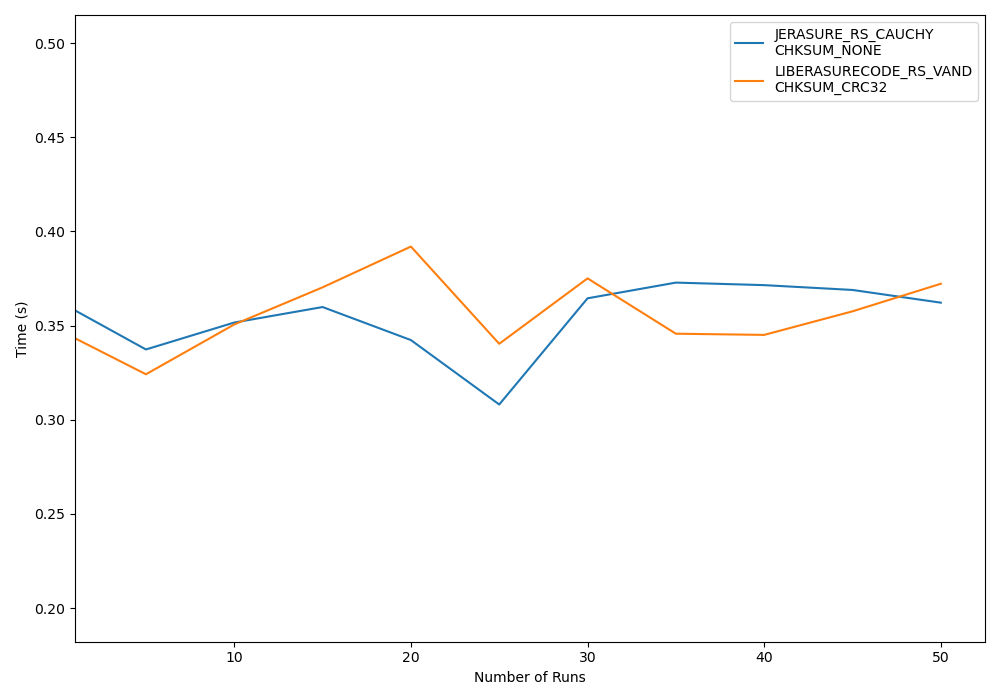 JERASURE_RS_CAUCHY
CHKSUM_NONE
LIBERASURECODE_RS_VAND
CHKSUM_CRC32
Time (s)
0.50
0.45
0.40
0.35
0.30
0.25
0.20
10 20 30 40 50
Number of Runs